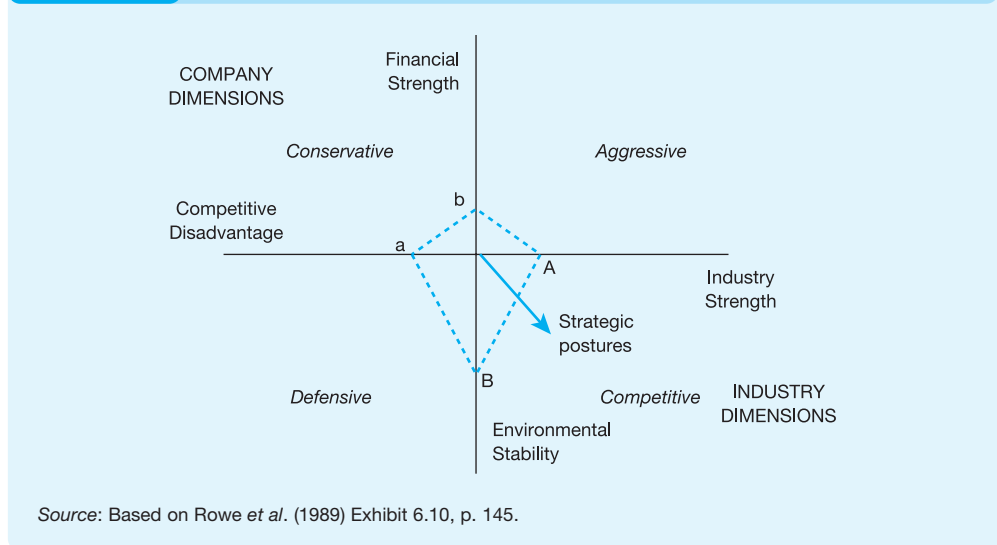 Financial
Strength
COMPANY
DIMENSIONS
Conservative
Aggressive
b
Competitive
Disadvantage
a
A
Industry
Strength
Strategic
postures
B
Defensive
Competitive
INDUSTRY
DIMENSIONS
Environmental
Stability
Source: Based on Rowe et al. (1989) Exhibit 6.10, p. 145.